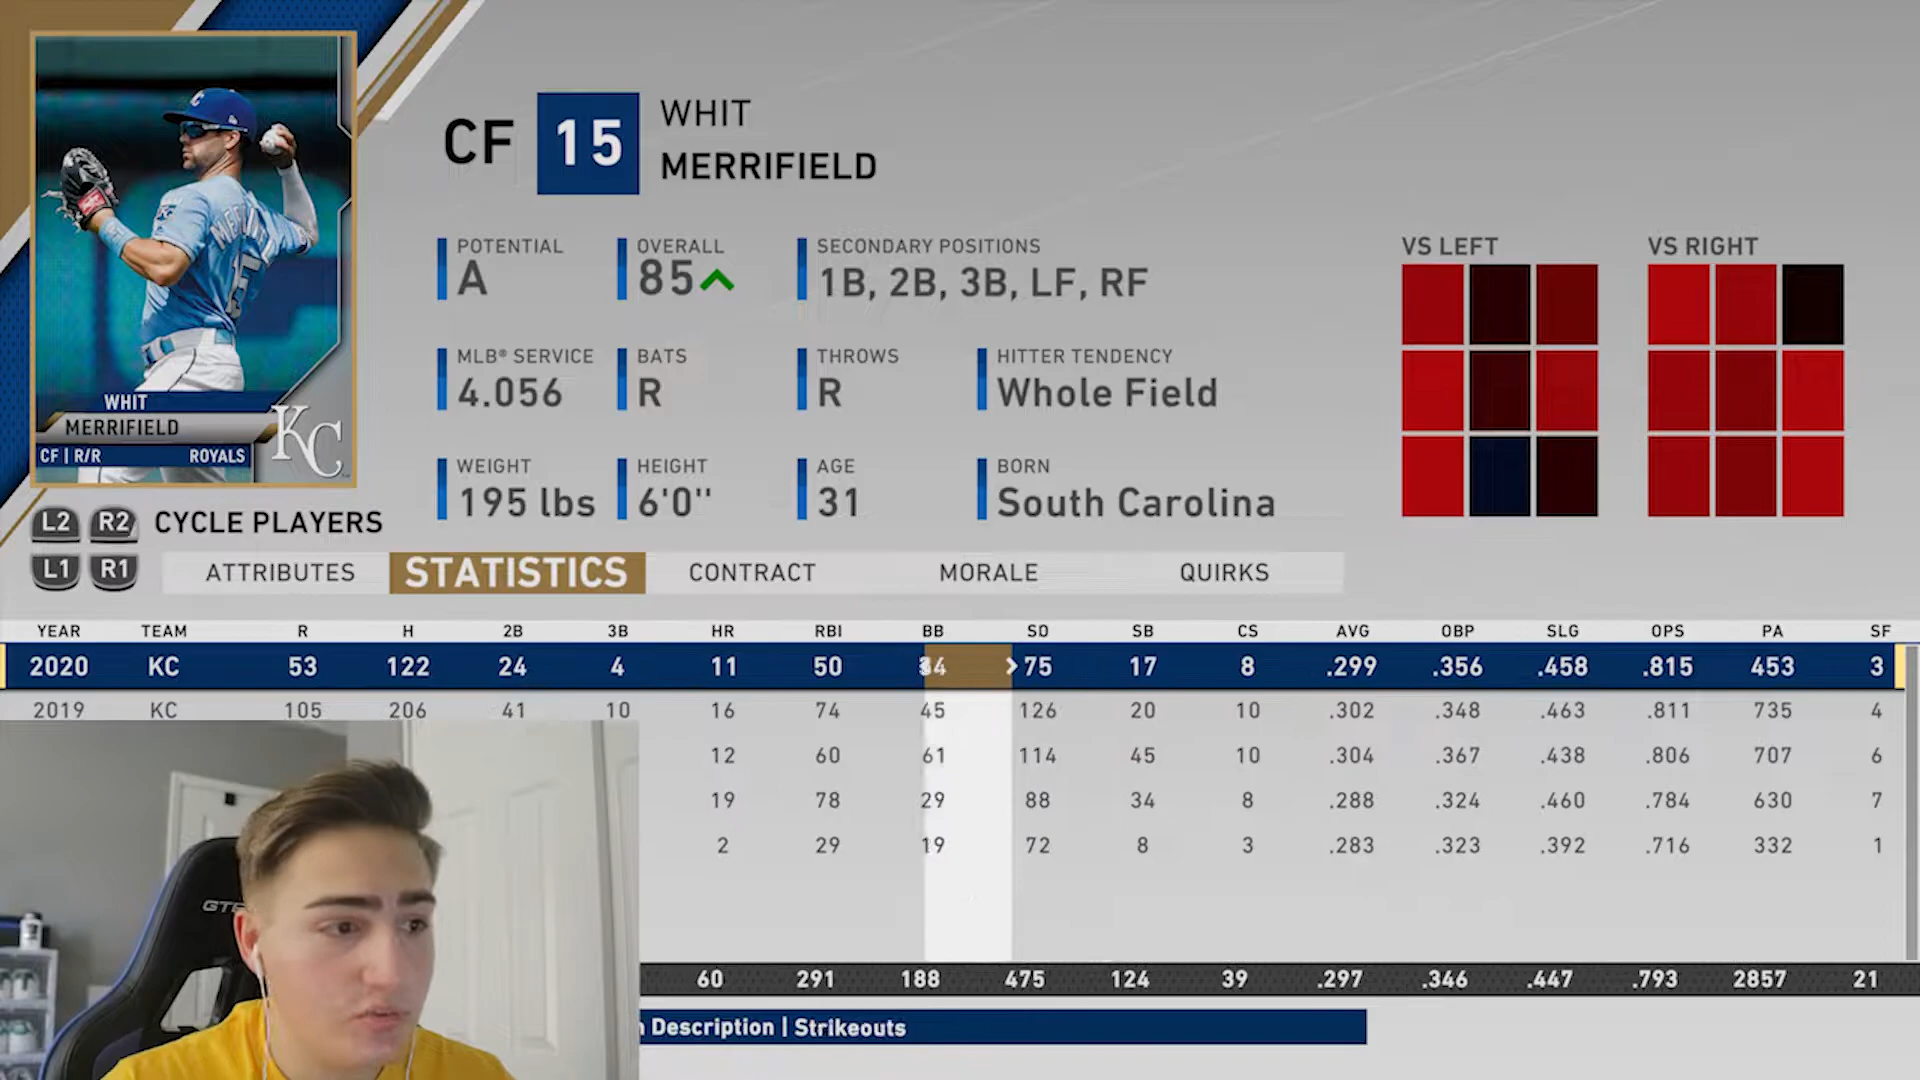 CF 15 WHIT
MERRIFIELD
POTENTIAL OVERALL SECONDARY POSITIONS VS LEFT VS RIGHT
A 85 1B, 2B, 3B, LF, RF
MLB® SERVICE BATS THROWS HITTER TENDENCY
4.056 R R Whole Field
WHIT
MERRIFIELD
CF | R/R ROYALS
KC
WEIGHT HEIGHT AGE BORN
195 lbs 6'0" 31 South Carolina
L2 R2 CYCLE PLAYERS
L1 R1 ATTRIBUTES STATISTICS CONTRACT MORALE QUIRKS
YEAR TEAM R H 2B 3B HR RBI BB SO SB CS AVG OBP SLG OPS PA SF
2020 KC 53 122 24 4 11 50 34 75 17 8 .299 .356 .458 .815 453 3
2019 KC 105 206 41 10 16 74 45 126 20 10 .302 .348 .463 .811 735 4
12 60 61 114 45 10 .304 .367 .438 .806 707 6
19 78 29 88 34 8 .288 .324 .460 .784 630 7
2 29 19 72 8 3 .283 .323 .392 .716 332 1
60 291 188 475 124 39 .297 .346 .447 .793 2857 21
Description | Strikeouts